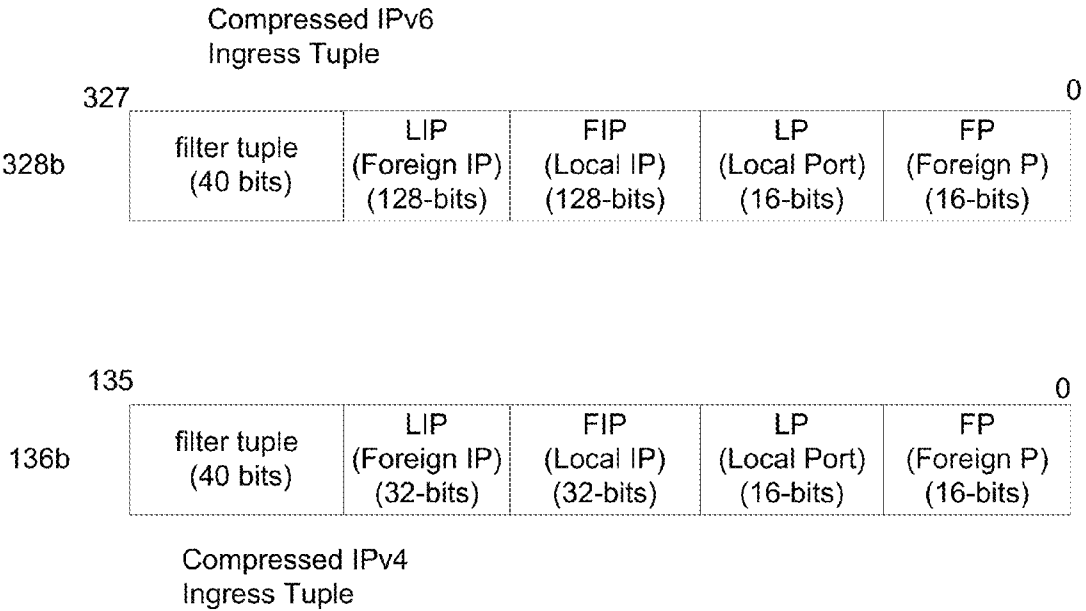 Compressed IPv6
Ingress Tuple
327
0
328b
filter tuple
(40 bits)
LIP
(Foreign IP)
(128-bits)
FIP
(Local IP)
(128-bits)
LP
(Local Port)
(16-bits)
FP
(Foreign P)
(16-bits)
135
0
136b
filter tuple
(40 bits)
LIP
(Foreign IP)
(32-bits)
FIP
(Local IP)
(32-bits)
LP
(Local Port)
(16-bits)
FP
(Foreign P)
(16-bits)
Compressed IPv4
Ingress Tuple